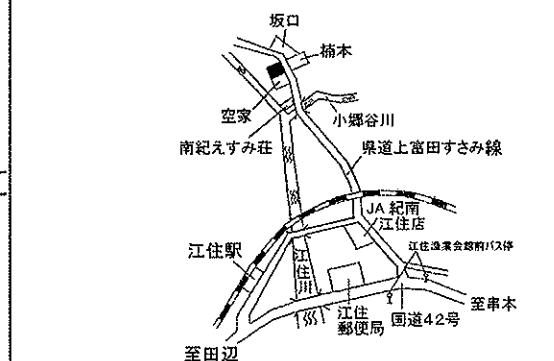 坂口
楠本
空家
小郷谷川
南紀えすみ荘
県道上富田すさみ線
JA 紀南
江住店
江住漁業会館前バス停
江住駅
江住川
至串本
江住
郵便局
国道42号
至田辺